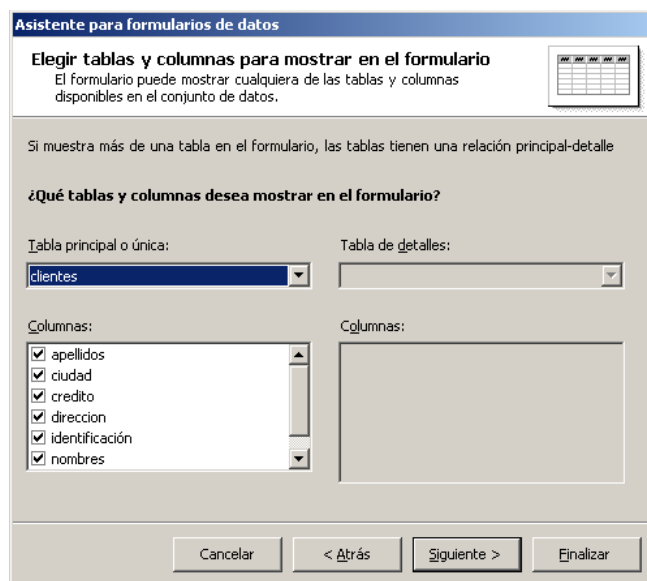 Asistente para formularios de datos
Elegir tablas y columnas para mostrar en el formulario
El formulario puede mostrar cualquiera de las tablas y columnas
disponibles en el conjunto de datos.
Si muestra más de una tabla en el formulario, las tablas tienen una relación principal-detalle
¿Qué tablas y columnas desea mostrar en el formulario?
Tabla principal o única:
clientes
Tabla de detalles:
Columnas:
apellidos
ciudad
credito
direccion
identificación
nombres
Columnas:
Cancelar
< Atrás
Siguiente >
Finalizar